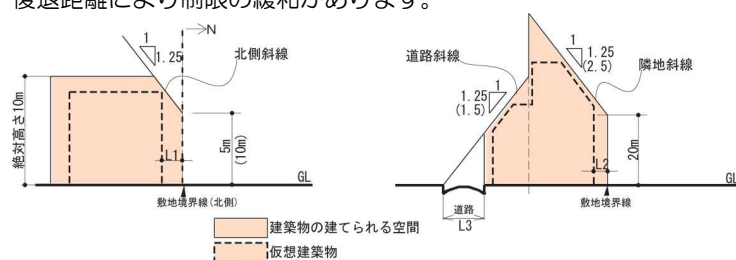 後退距離により制限の緩和があります。
1
1.25
N
北側斜線
絶対高さ10m
L1
5m
(10m)
GL
敷地境界線(北側)
道路斜線
1
1.25
(1.5)
1
1.25
(2.5)
隣地斜線
20m
L2
GL
道路
L3
敷地境界線
建築物の建てられる空間
仮想建築物